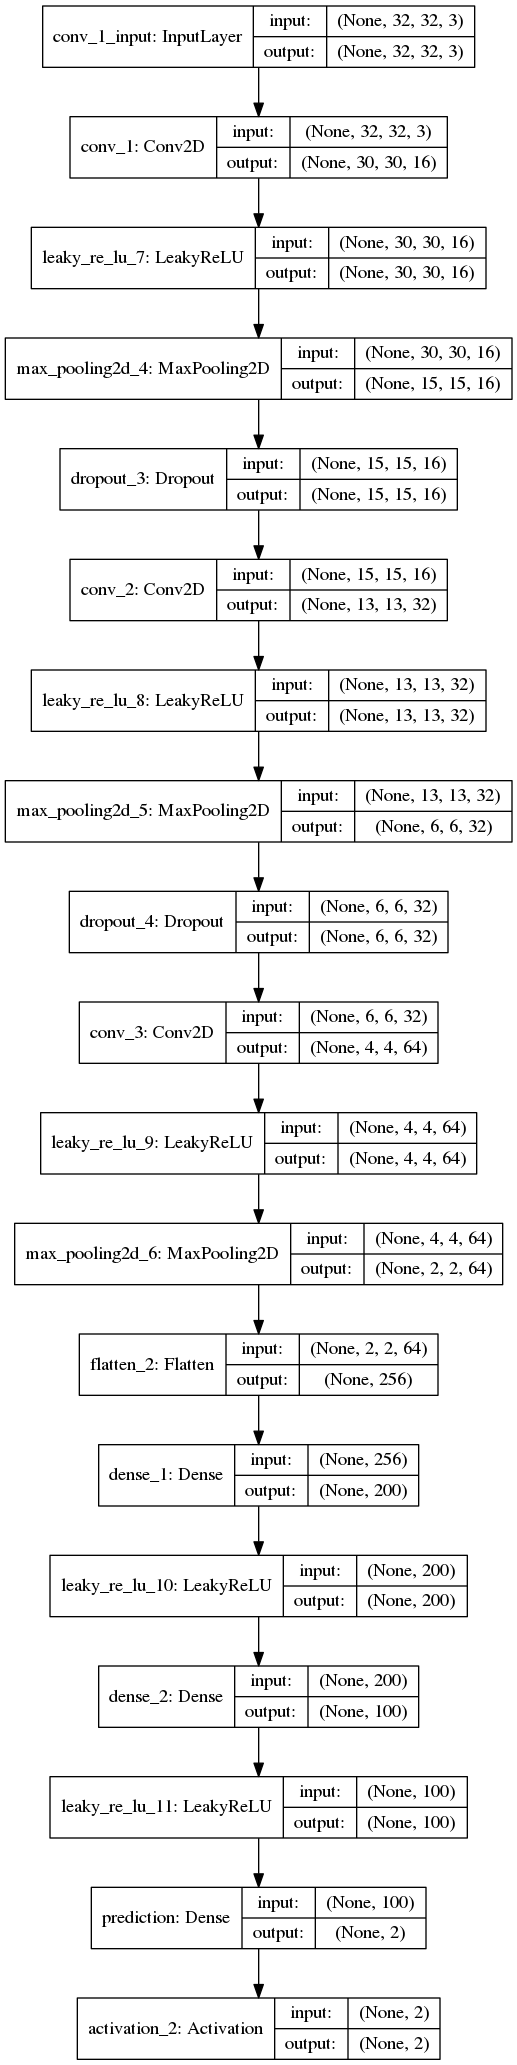 conv_1_input: InputLayer
input: (None, 32, 32, 3)
output: (None, 32, 32, 3)
conv_1: Conv2D
input: (None, 32, 32, 3)
output: (None, 30, 30, 16)
leaky_re_lu_7: LeakyReLU
input: (None, 30, 30, 16)
output: (None, 30, 30, 16)
max_pooling2d_4: MaxPooling2D
input: (None, 30, 30, 16)
output: (None, 15, 15, 16)
dropout_3: Dropout
input: (None, 15, 15, 16)
output: (None, 15, 15, 16)
conv_2: Conv2D
input: (None, 15, 15, 16)
output: (None, 13, 13, 32)
leaky_re_lu_8: LeakyReLU
input: (None, 13, 13, 32)
output: (None, 13, 13, 32)
max_pooling2d_5: MaxPooling2D
input: (None, 13, 13, 32)
output: (None, 6, 6, 32)
dropout_4: Dropout
input: (None, 6, 6, 32)
output: (None, 6, 6, 32)
conv_3: Conv2D
input: (None, 6, 6, 32)
output: (None, 4, 4, 64)
leaky_re_lu_9: LeakyReLU
input: (None, 4, 4, 64)
output: (None, 4, 4, 64)
max_pooling2d_6: MaxPooling2D
input: (None, 4, 4, 64)
output: (None, 2, 2, 64)
flatten_2: Flatten
input: (None, 2, 2, 64)
output: (None, 256)
dense_1: Dense
input: (None, 256)
output: (None, 200)
leaky_re_lu_10: LeakyReLU
input: (None, 200)
output: (None, 200)
dense_2: Dense
input: (None, 200)
output: (None, 100)
leaky_re_lu_11: LeakyReLU
input: (None, 100)
output: (None, 100)
prediction: Dense
input: (None, 100)
output: (None, 2)
activation_2: Activation
input: (None, 2)
output: (None, 2)